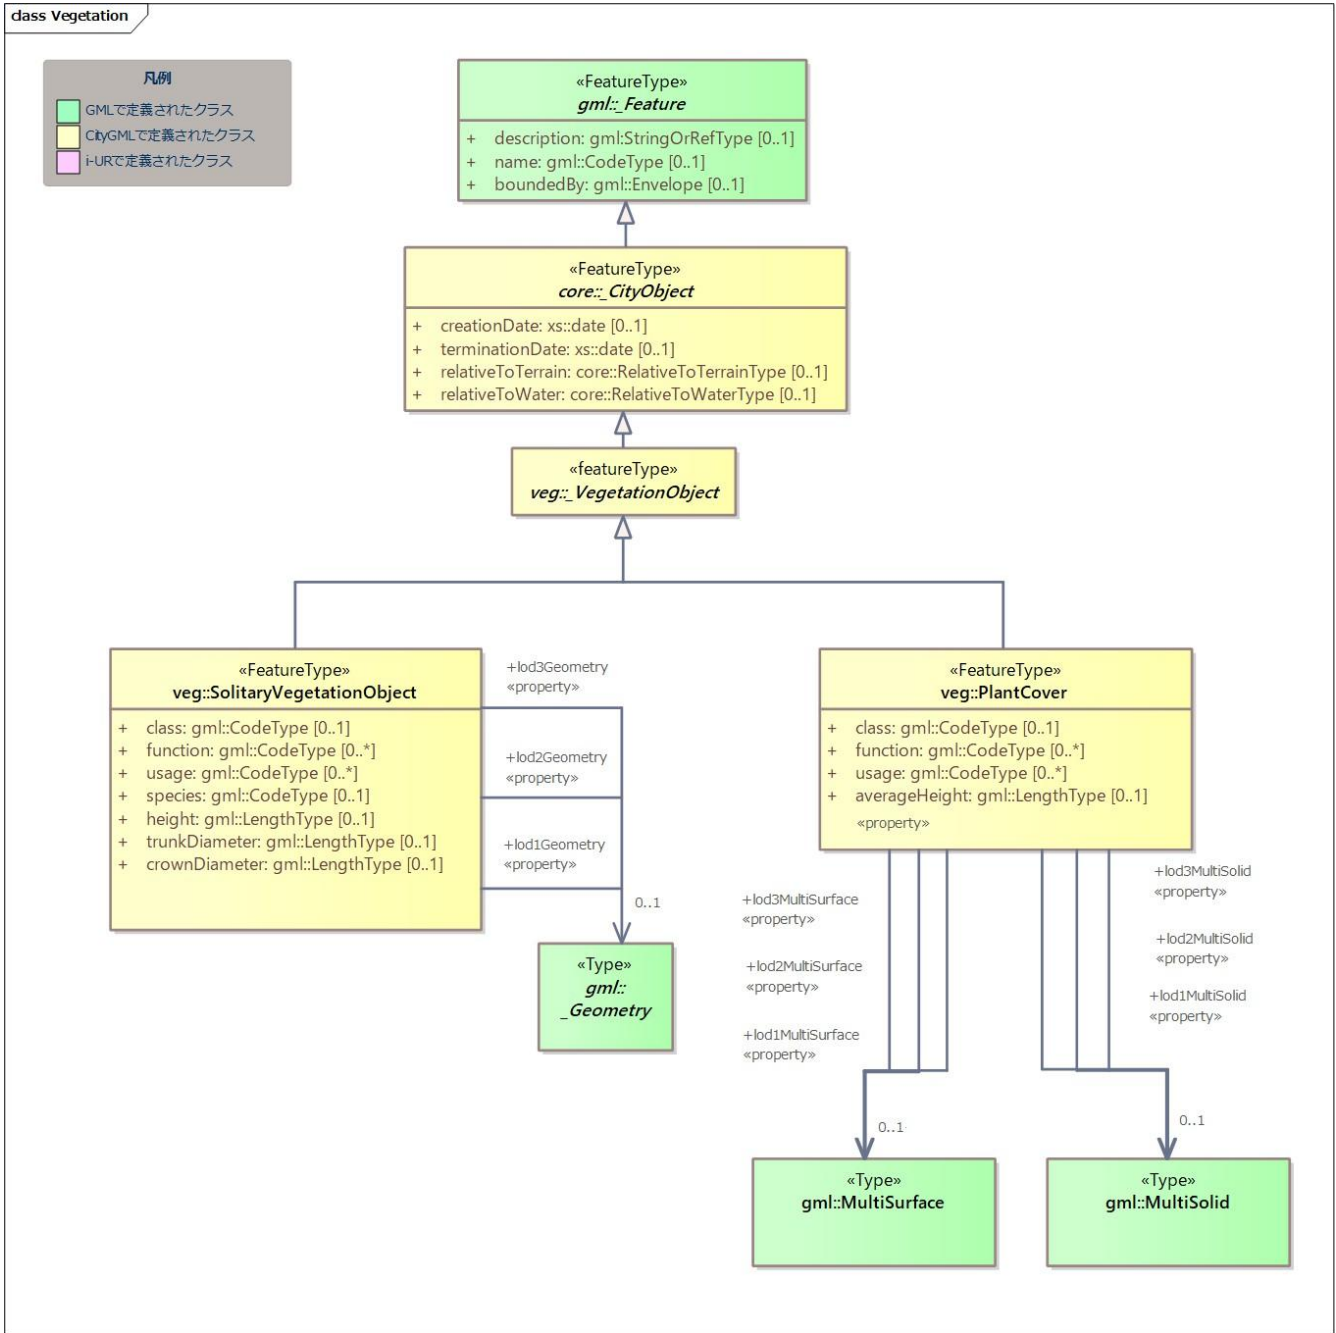 class Vegetation
凡例
GMLで定義されたクラス
CityGMLで定義されたクラス
i-URで定義されたクラス
«FeatureType»
gml::_Feature
+ description: gml:StringOrRefType [0..1]
+ name: gml::CodeType [0..1]
+ boundedBy: gml::Envelope [0..1]
«FeatureType»
core::_CityObject
+ creationDate: xs::date [0..1]
+ terminationDate: xs::date [0..1]
+ relativeToTerrain: core::RelativeToTerrainType [0..1]
+ relativeToWater: core::RelativeToWaterType [0..1]
«featureType»
veg::_VegetationObject
«FeatureType»
veg::SolitaryVegetationObject
+ class: gml::CodeType [0..1]
+ function: gml::CodeType [0..*]
+ usage: gml::CodeType [0..*]
+ species: gml::CodeType [0..1]
+ height: gml::LengthType [0..1]
+ trunkDiameter: gml::LengthType [0..1]
+ crownDiameter: gml::LengthType [0..1]
+lod3Geometry
«property»
+lod2Geometry
«property»
+lod1Geometry
«property»
0..1
«Type»
gml::
_Geometry
«FeatureType»
veg::PlantCover
+ class: gml::CodeType [0..1]
+ function: gml::CodeType [0..*]
+ usage: gml::CodeType [0..*]
+ averageHeight: gml::LengthType [0..1]
«property»
+lod3MultiSurface
«property»
+lod2MultiSurface
«property»
+lod1MultiSurface
«property»
0..1
+lod3MultiSolid
«property»
+lod2MultiSolid
«property»
+lod1MultiSolid
«property»
0..1
«Type»
gml::MultiSurface
«Type»
gml::MultiSolid